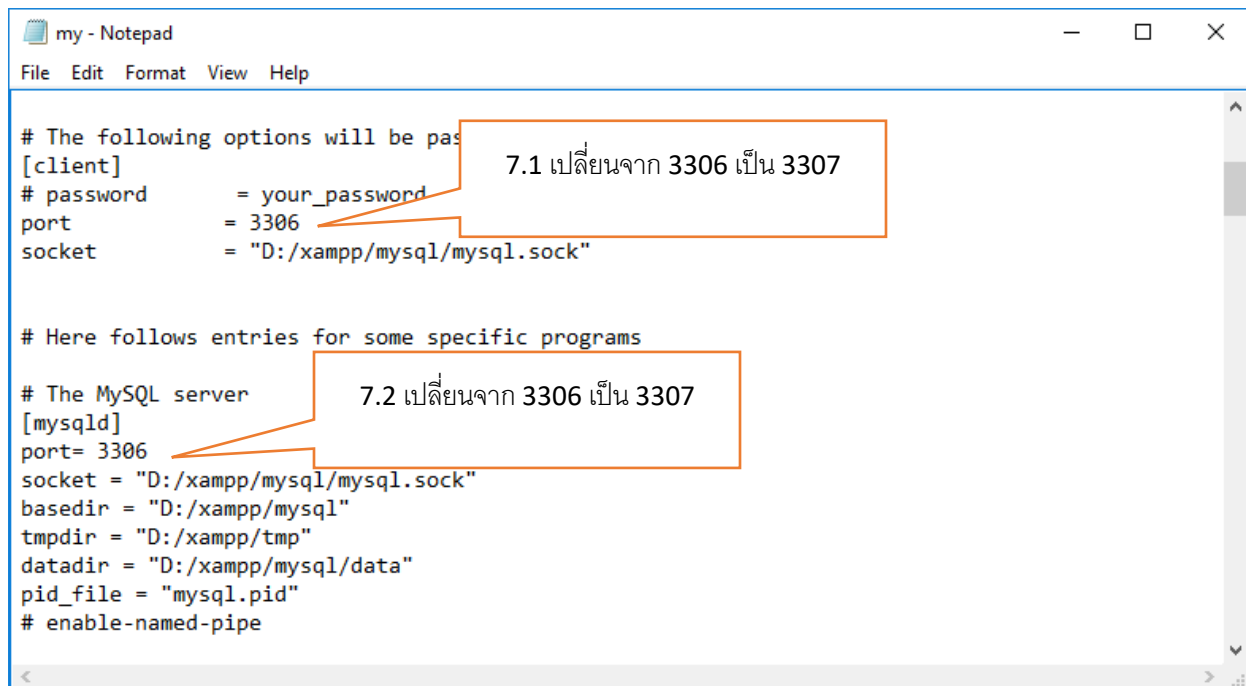 my - Notepad
File Edit Format View Help
# The following options will be pas
7.1 เปลี่ยนจาก 3306 เป็น 3307
[client]
# password = your_password
port = 3306
socket = "D:/xampp/mysql/mysql.sock"
# Here follows entries for some specific programs
# The MySQL server
7.2 เปลี่ยนจาก 3306 เป็น 3307
[mysqld]
port= 3306
socket = "D:/xampp/mysql/mysql.sock"
basedir = "D:/xampp/mysql"
tmpdir = "D:/xampp/tmp"
datadir = "D:/xampp/mysql/data"
pid_file = "mysql.pid"
# enable-named-pipe